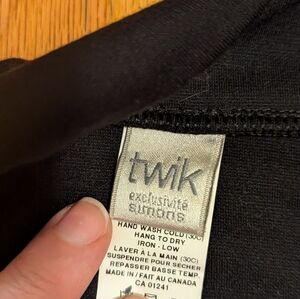 twik
exclusivité
simons
HAND WASH COLD (30C)
HANG TO DRY
IRON - LOW
LAVER À LA MAIN (30C)
SUSPENDRE POUR SÉCHER
REPASSER BASSE TEMP.
MADE IN / FAIT AU CANADA
CA 01241